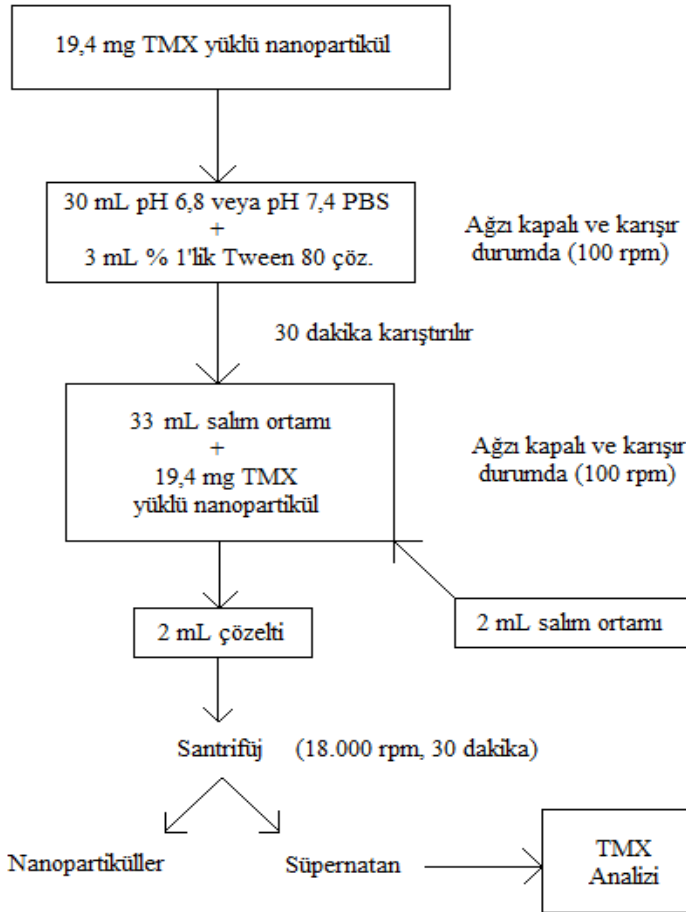 19,4 mg TMX yüklü nanopartikül
30 mL pH 6,8 veya pH 7,4 PBS
+
3 mL % 1'lik Tween 80 çöz.
Ağzı kapalı ve karışır
durumda (100 rpm)
30 dakika karıştırılır
33 mL salım ortamı
+
19,4 mg TMX
yüklü nanopartikül
Ağzı kapalı ve karışır
durumda (100 rpm)
2 mL çözelti
2 mL salım ortamı
Santrifüj (18.000 rpm, 30 dakika)
Nanopartiküller
Süpernatan
TMX
Analizi